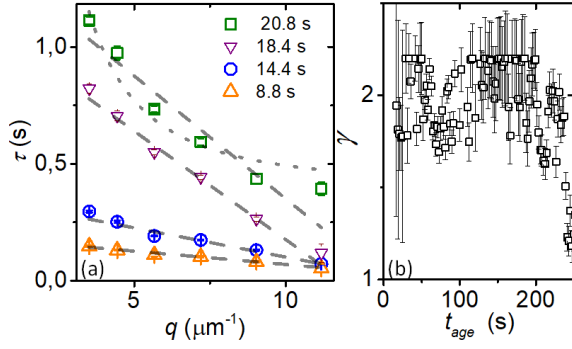 1,0
0,5
0,0
τ (s)
20.8 s
18.4 s
14.4 s
8.8 s
(a)
5
10
q (μm⁻¹)
2
1
γ
(b)
0
100
200
t_age (s)